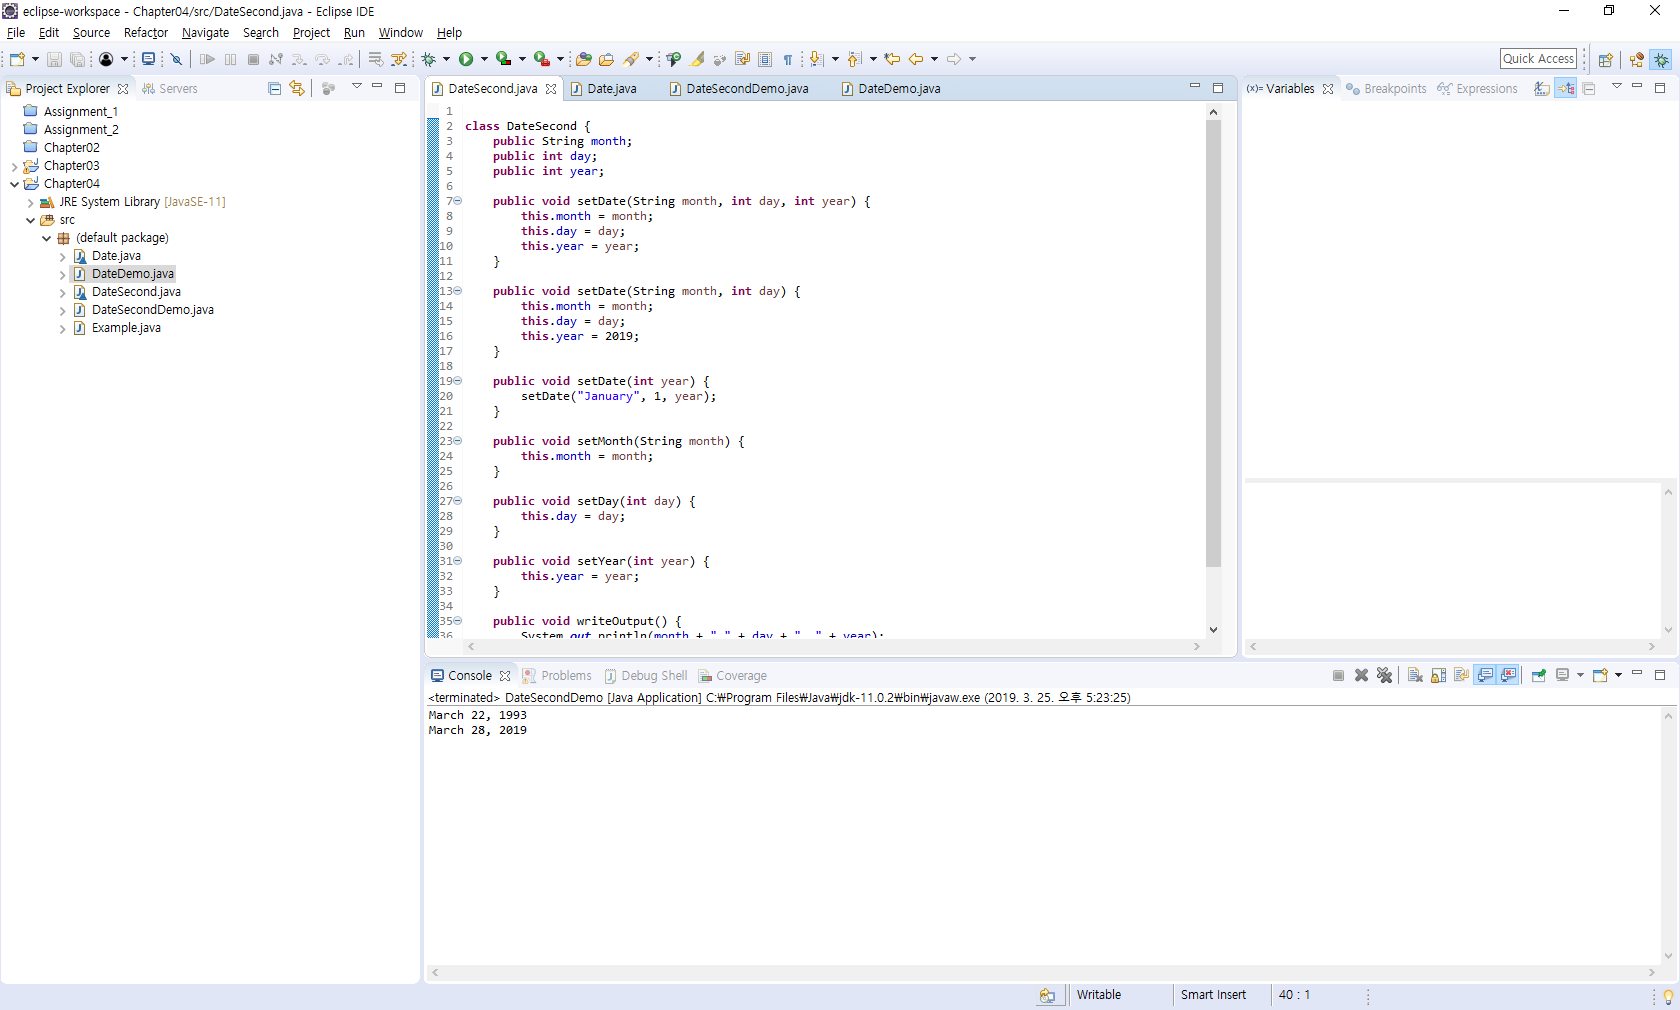 eclipse-workspace - Chapter04/src/DateSecond.java - Eclipse IDE
File Edit Source Refactor Navigate Search Project Run Window Help
Quick Access
Project Explorer Servers
Assignment_1
Assignment_2
Chapter02
Chapter03
Chapter04
JRE System Library [JavaSE-11]
src
(default package)
Date.java
DateDemo.java
DateSecond.java
DateSecondDemo.java
Example.java
DateSecond.java Date.java DateSecondDemo.java DateDemo.java
1
2 class DateSecond {
3     public String month;
4     public int day;
5     public int year;
6
7     public void setDate(String month, int day, int year) {
8         this.month = month;
9         this.day = day;
10         this.year = year;
11     }
12
13     public void setDate(String month, int day) {
14         this.month = month;
15         this.day = day;
16         this.year = 2019;
17     }
18
19     public void setDate(int year) {
20         setDate("January", 1, year);
21     }
22
23     public void setMonth(String month) {
24         this.month = month;
25     }
26
27     public void setDay(int day) {
28         this.day = day;
29     }
30
31     public void setYear(int year) {
32         this.year = year;
33     }
34
35     public void writeOutput() {
36         System.out.println(month + " " + day + ", " + year);
(x)= Variables Breakpoints Expressions
Console Problems Debug Shell Coverage
<terminated> DateSecondDemo [Java Application] C:₩Program Files₩Java₩jdk-11.0.2₩bin₩javaw.exe (2019. 3. 25. 오후 5:23:25)
March 22, 1993
March 28, 2019
Writable Smart Insert 40 : 1